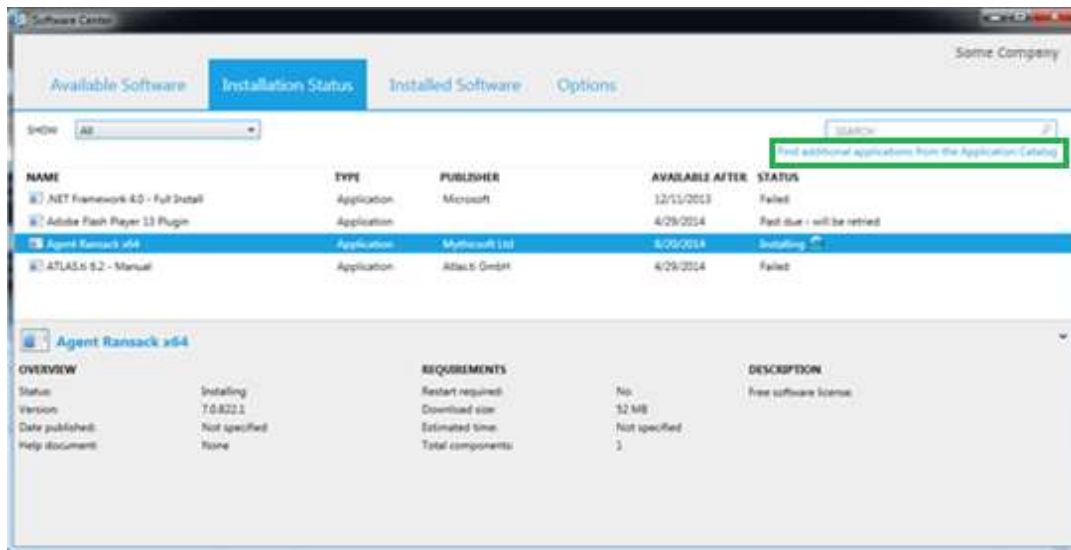 Software Center
Some Company
Available Software Installation Status Installed Software Options
SHOW All SEARCH
Find additional applications from the Application Catalog
NAME TYPE PUBLISHER AVAILABLE AFTER STATUS
.NET Framework 4.0 - Full Install Application Microsoft 12/11/2013 Failed
Adobe Flash Player 13 Plugin Application 4/29/2014 Past due - will be retried
Agent Ransack x64 Application Mythicsoft Ltd 8/20/2014 Installing
ATLAS.ti 6.2 - Manual Application Atlas.ti GmbH 4/29/2014 Failed
Agent Ransack x64
OVERVIEW REQUIREMENTS DESCRIPTION
Status: Installing Restart required: No Free software license.
Version: 7.0.822.1 Download size: 52 MB
Date published: Not specified Estimated time: Not specified
Help document: None Total components: 1